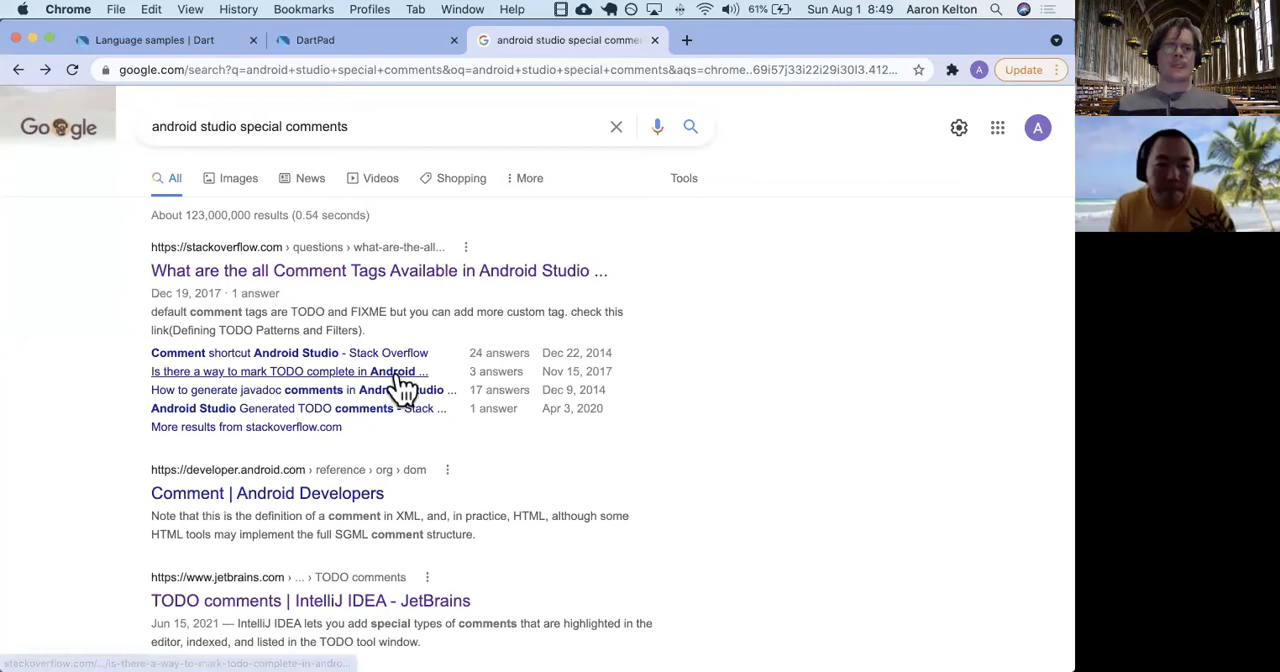 Chrome File Edit View History Bookmarks Profiles Tab Window Help 61% Sun Aug 1 8:49 Aaron Kelton
Language samples | Dart DartPad android studio special comme
google.com/search?q=android+studio+special+comments&oq=android+studio+special+comments&aqs=chrome..69i57j33i22i29i30l3.412... A Update
Google android studio special comments A
All Images News Videos Shopping More Tools
About 123,000,000 results (0.54 seconds)
https://stackoverflow.com › questions › what-are-the-all...
What are the all Comment Tags Available in Android Studio ...
Dec 19, 2017 · 1 answer
default comment tags are TODO and FIXME but you can add more custom tag. check this
link(Defining TODO Patterns and Filters).
Comment shortcut Android Studio - Stack Overflow 24 answers Dec 22, 2014
Is there a way to mark TODO complete in Android ... 3 answers Nov 15, 2017
How to generate javadoc comments in Android Studio ... 17 answers Dec 9, 2014
Android Studio Generated TODO comments - Stack ... 1 answer Apr 3, 2020
More results from stackoverflow.com
https://developer.android.com › reference › org › dom
Comment | Android Developers
Note that this is the definition of a comment in XML, and, in practice, HTML, although some
HTML tools may implement the full SGML comment structure.
https://www.jetbrains.com › ... › TODO comments
TODO comments | IntelliJ IDEA - JetBrains
Jun 15, 2021 — IntelliJ IDEA lets you add special types of comments that are highlighted in the
editor, indexed, and listed in the TODO tool window.
stackoverflow.com/.../is-there-a-way-to-mark-todo-complete-in-andro...